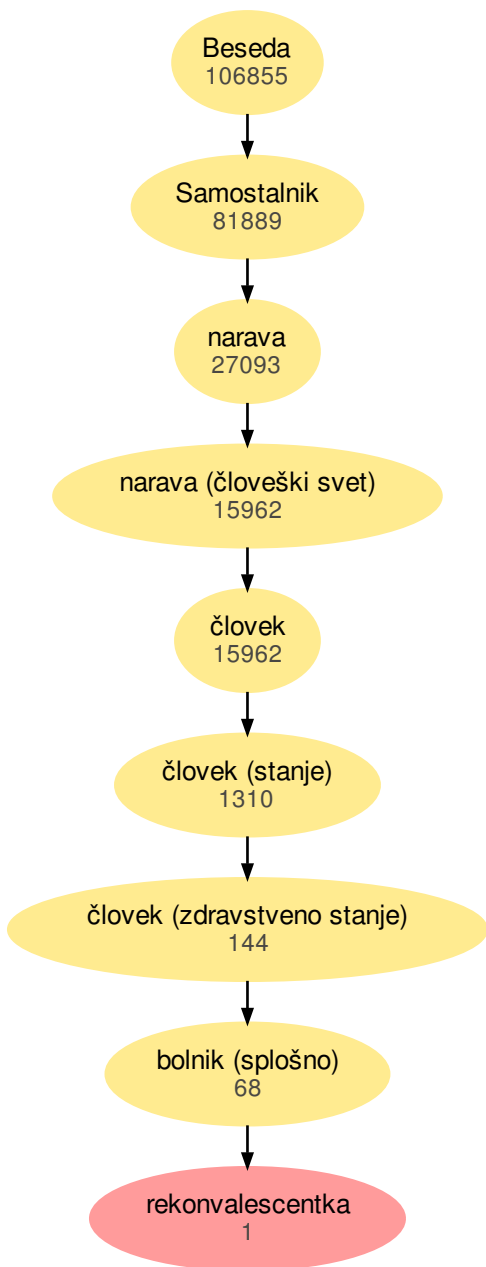 Beseda
106855
Samostalnik
81889
narava
27093
narava (človeški svet)
15962
človek
15962
človek (stanje)
1310
človek (zdravstveno stanje)
144
bolnik (splošno)
68
rekonvalescentka
1